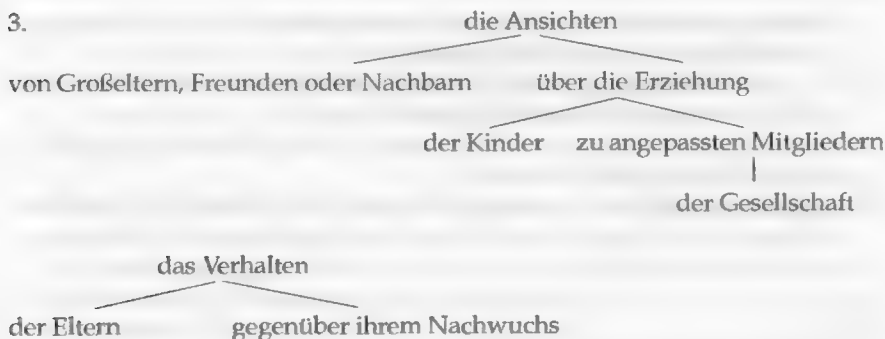 3.
die Ansichten
von Großeltern, Freunden oder Nachbarn über die Erziehung
der Kinder zu angepassten Mitgliedern
der Gesellschaft
das Verhalten
der Eltern gegenüber ihrem Nachwuchs